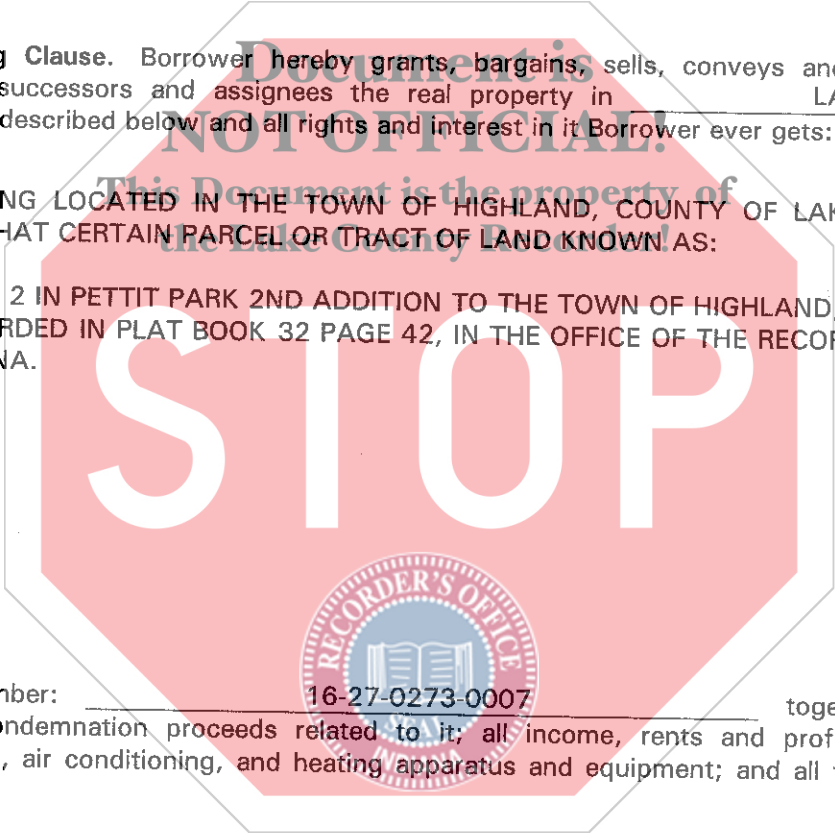 g Clause. Borrower hereby grants, bargains, sells, conveys and
successors and assignees the real property in LA
described below and all rights and interest in it Borrower ever gets:
Document is
NOT OFFICIAL!
This Document is the property of
the Lake County Recorder!
NG LOCATED IN THE TOWN OF HIGHLAND, COUNTY OF LAK
HAT CERTAIN PARCEL OR TRACT OF LAND KNOWN AS:
2 IN PETTIT PARK 2ND ADDITION TO THE TOWN OF HIGHLAND,
RDED IN PLAT BOOK 32 PAGE 42, IN THE OFFICE OF THE RECOR
NA.
STOP
RECORDER'S OFFICE
SEAL
INDIANA
nber: 16-27-0273-0007 toge
ondemnation proceeds related to it; all income, rents and prof
, air conditioning, and heating apparatus and equipment; and all